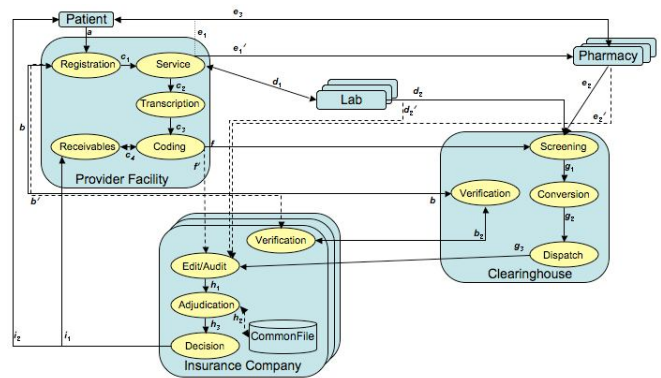 Patient
e3
a
e1
e1′
Pharmacy
Registration
c1
Service
d1
c2
Lab
d2
e2
Transcription
d2′
e2′
c3
b
Receivables
c4
Coding
f
Screening
f′
Provider Facility
g1
b′
b
Verification
Conversion
g2
Verification
b2
g3
Dispatch
Edit/Audit
Clearinghouse
h1
Adjudication
h2
h3
CommonFile
i2
i1
Decision
Insurance Company